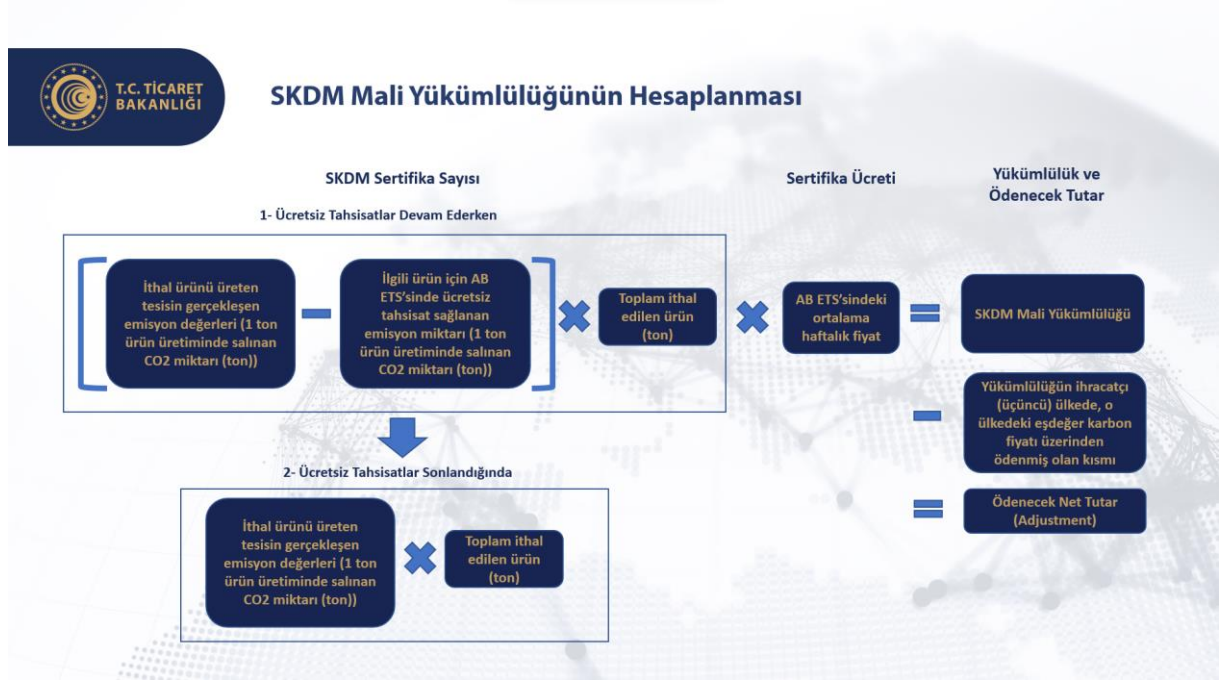 T.C. TİCARET
BAKANLIĞI
SKDM Mali Yükümlülüğünün Hesaplanması
SKDM Sertifika Sayısı
Sertifika Ücreti
Yükümlülük ve
Ödenecek Tutar
1- Ücretsiz Tahsisatlar Devam Ederken
İthal ürünü üreten
tesisin gerçekleşen
emisyon değerleri (1 ton
ürün üretiminde salınan
CO2 miktarı (ton))
İlgili ürün için AB
ETS’sinde ücretsiz
tahsisat sağlanan
emisyon miktarı (1 ton
ürün üretiminde salınan
CO2 miktarı (ton))
Toplam ithal
edilen ürün
(ton)
AB ETS’sindeki
ortalama
haftalık fiyat
SKDM Mali Yükümlülüğü
Yükümlülüğün ihracatçı
(üçüncü) ülkede, o
ülkedeki eşdeğer karbon
fiyatı üzerinden
ödenmiş olan kısmı
Ödenecek Net Tutar
(Adjustment)
2- Ücretsiz Tahsisatlar Sonlandığında
İthal ürünü üreten
tesisin gerçekleşen
emisyon değerleri (1 ton
ürün üretiminde salınan
CO2 miktarı (ton))
Toplam ithal
edilen ürün
(ton)